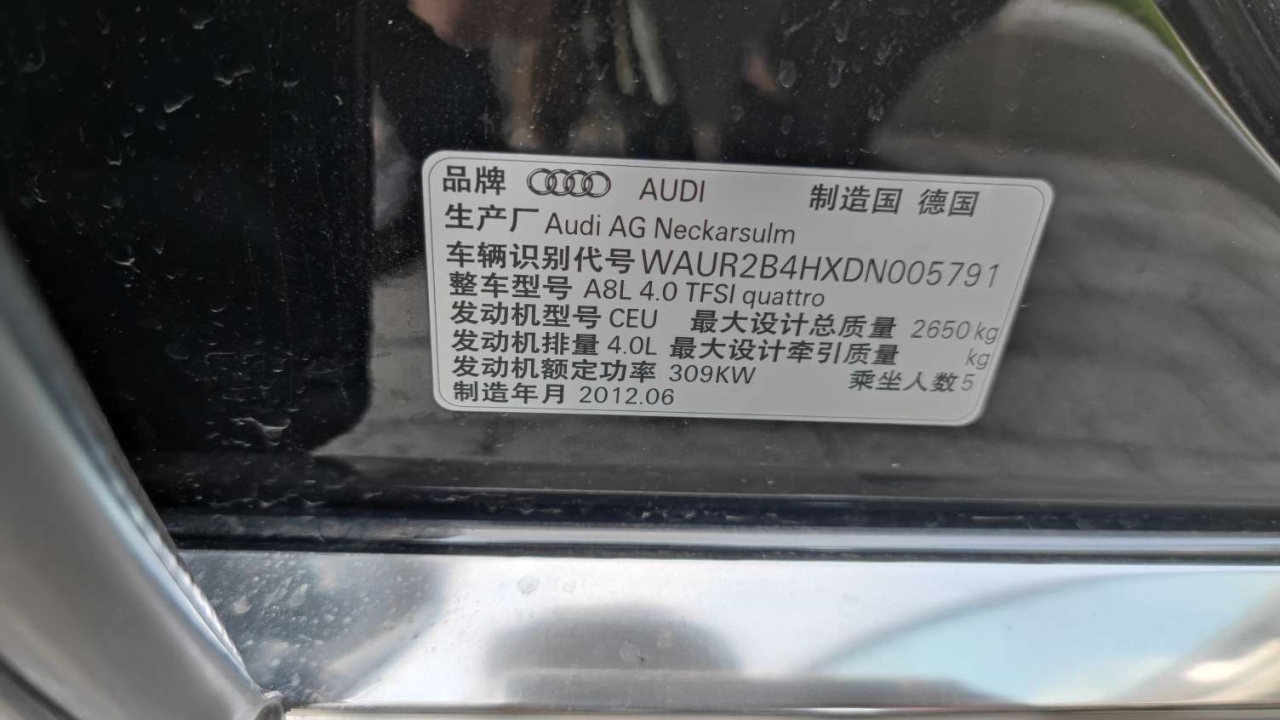 品牌 AUDI 制造国 德国
生产厂 Audi AG Neckarsulm
车辆识别代号 WAUR2B4HXDN005791
整车型号 A8L 4.0 TFSI quattro
发动机型号 CEU 最大设计总质量 2650 kg
发动机排量 4.0L 最大设计牵引质量 kg
发动机额定功率 309KW 乘坐人数 5
制造年月 2012.06